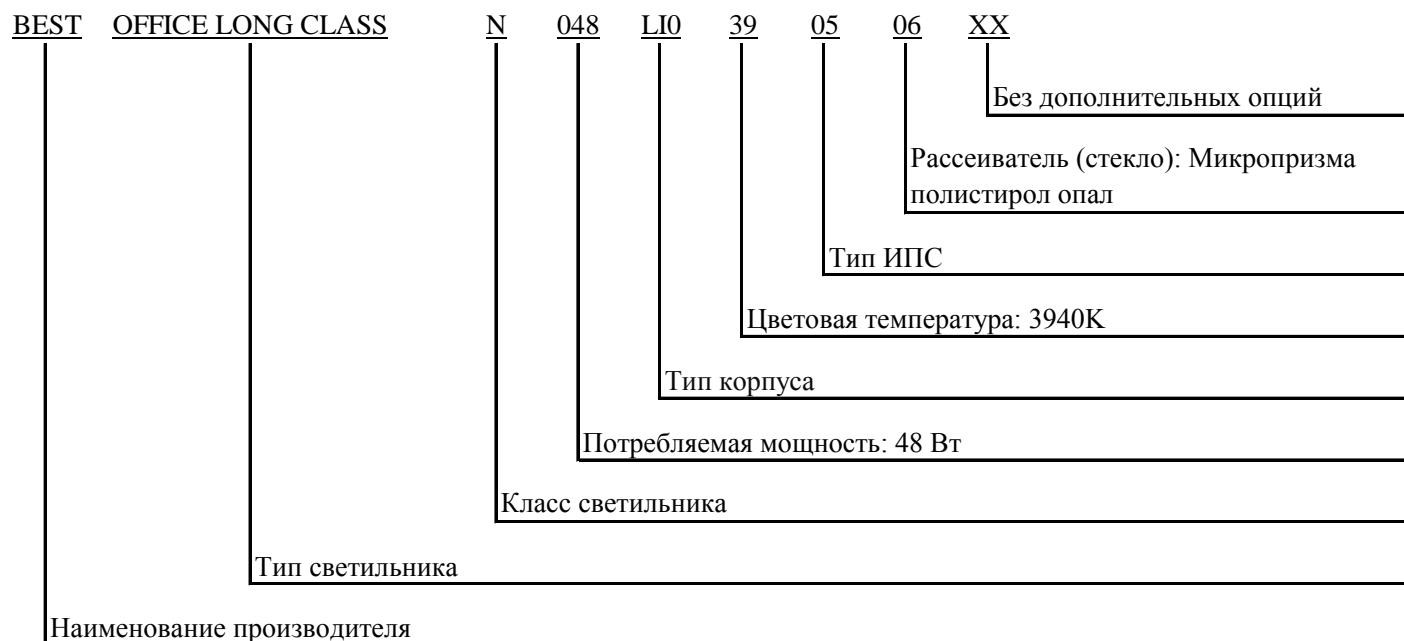 BEST OFFICE LONG CLASS N 048 LI0 39 05 06 XX
Без дополнительных опций
Рассеиватель (стекло): Микропризма
полистирол опал
Тип ИПС
Цветовая температура: 3940К
Тип корпуса
Потребляемая мощность: 48 Вт
Класс светильника
Тип светильника
Наименование производителя